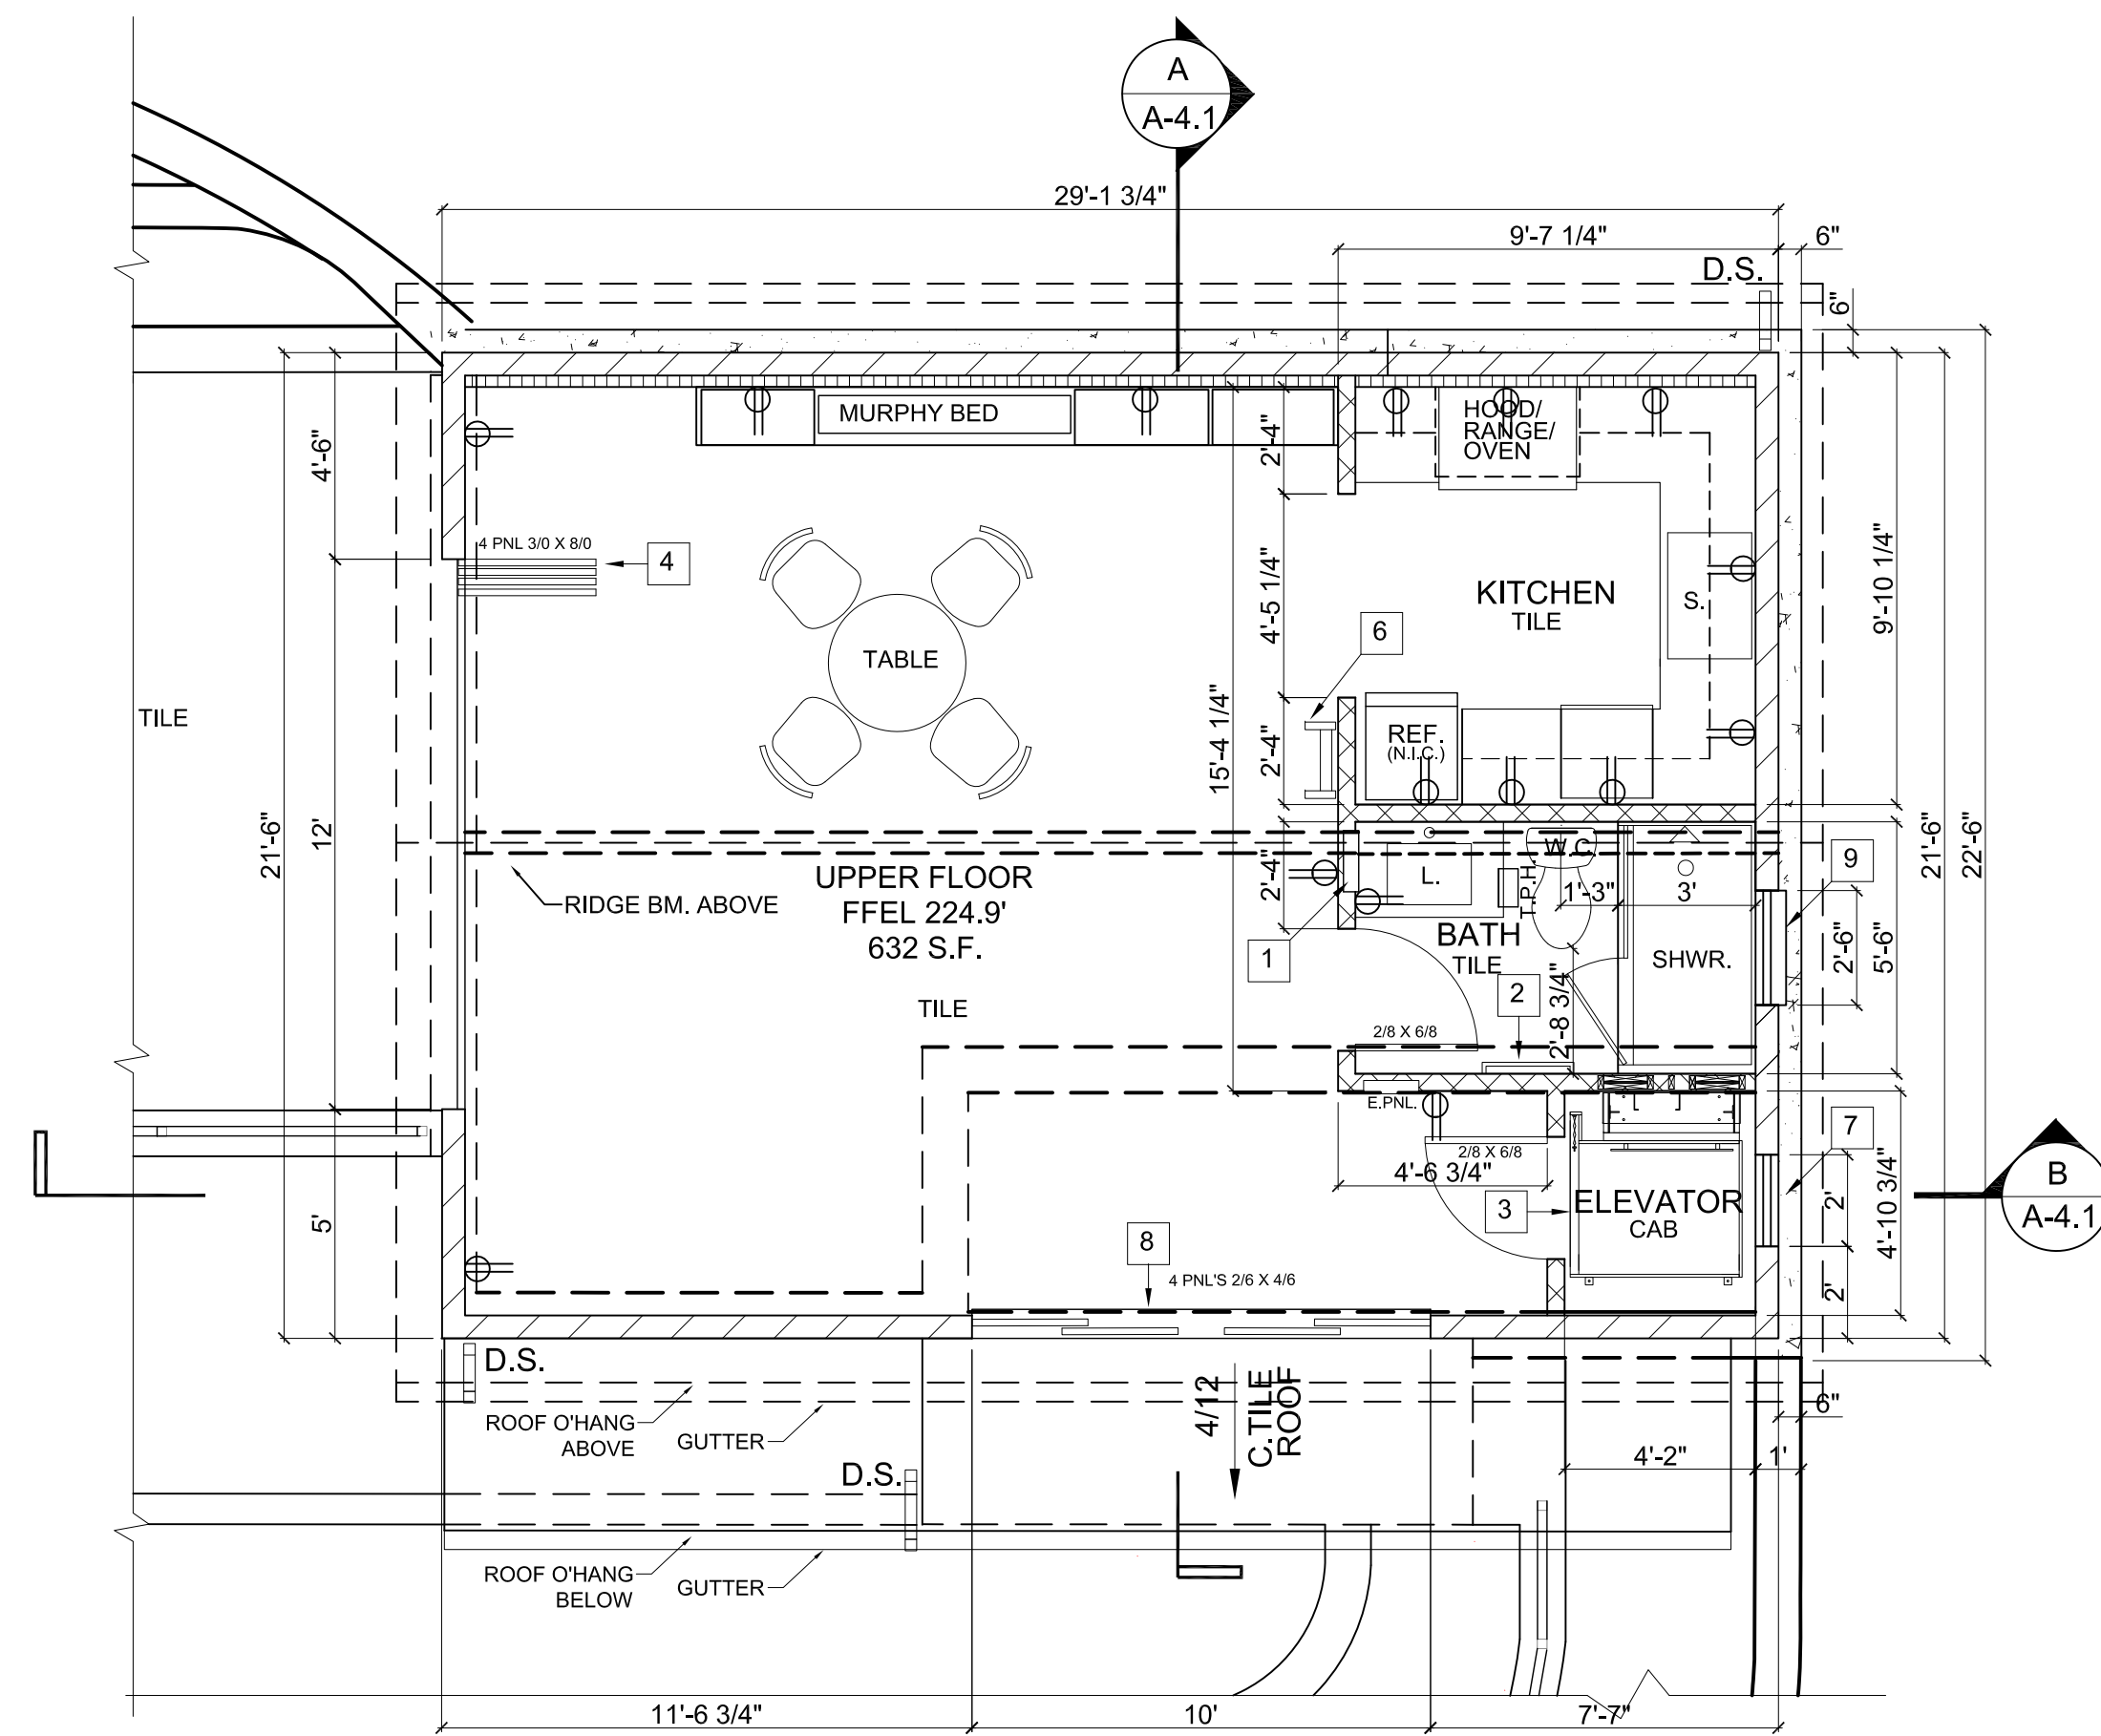 A
A-4.1
29'-1 3/4"
9'-7 1/4"
6"
D.S.
6"
MURPHY BED
HOOD/
RANGE/
OVEN
2'-4"
4'-6"
4 PNL 3/0 X 8/0
4
4'-5 1/4"
KITCHEN
TILE
S.
9'-10 1/4"
6
TABLE
TILE
REF.
(N.I.C.)
2'-4"
15'-4 1/4"
21'-6"
12'
21'-6"
22'-6"
UPPER FLOOR
FFEL 224.9'
632 S.F.
RIDGE BM. ABOVE
TILE
2'-4"
L.
W.C.
T.P.H.
1'-3"
3'
9
2'-6"
5'-6"
1
BATH
TILE
SHWR.
2
2'-8 3/4"
2/8 X 6/8
E.PNL.
2/8 X 6/8
4'-6 3/4"
7
3
ELEVATOR
CAB
2'
4'-10 3/4"
2'
B
A-4.1
5'
8
4 PNL'S 2/6 X 4/6
D.S.
ROOF O'HANG
ABOVE
GUTTER
4/12
C.TILE
ROOF
6"
4'-2"
1'
D.S.
ROOF O'HANG
BELOW
GUTTER
11'-6 3/4"
10'
7'-7"